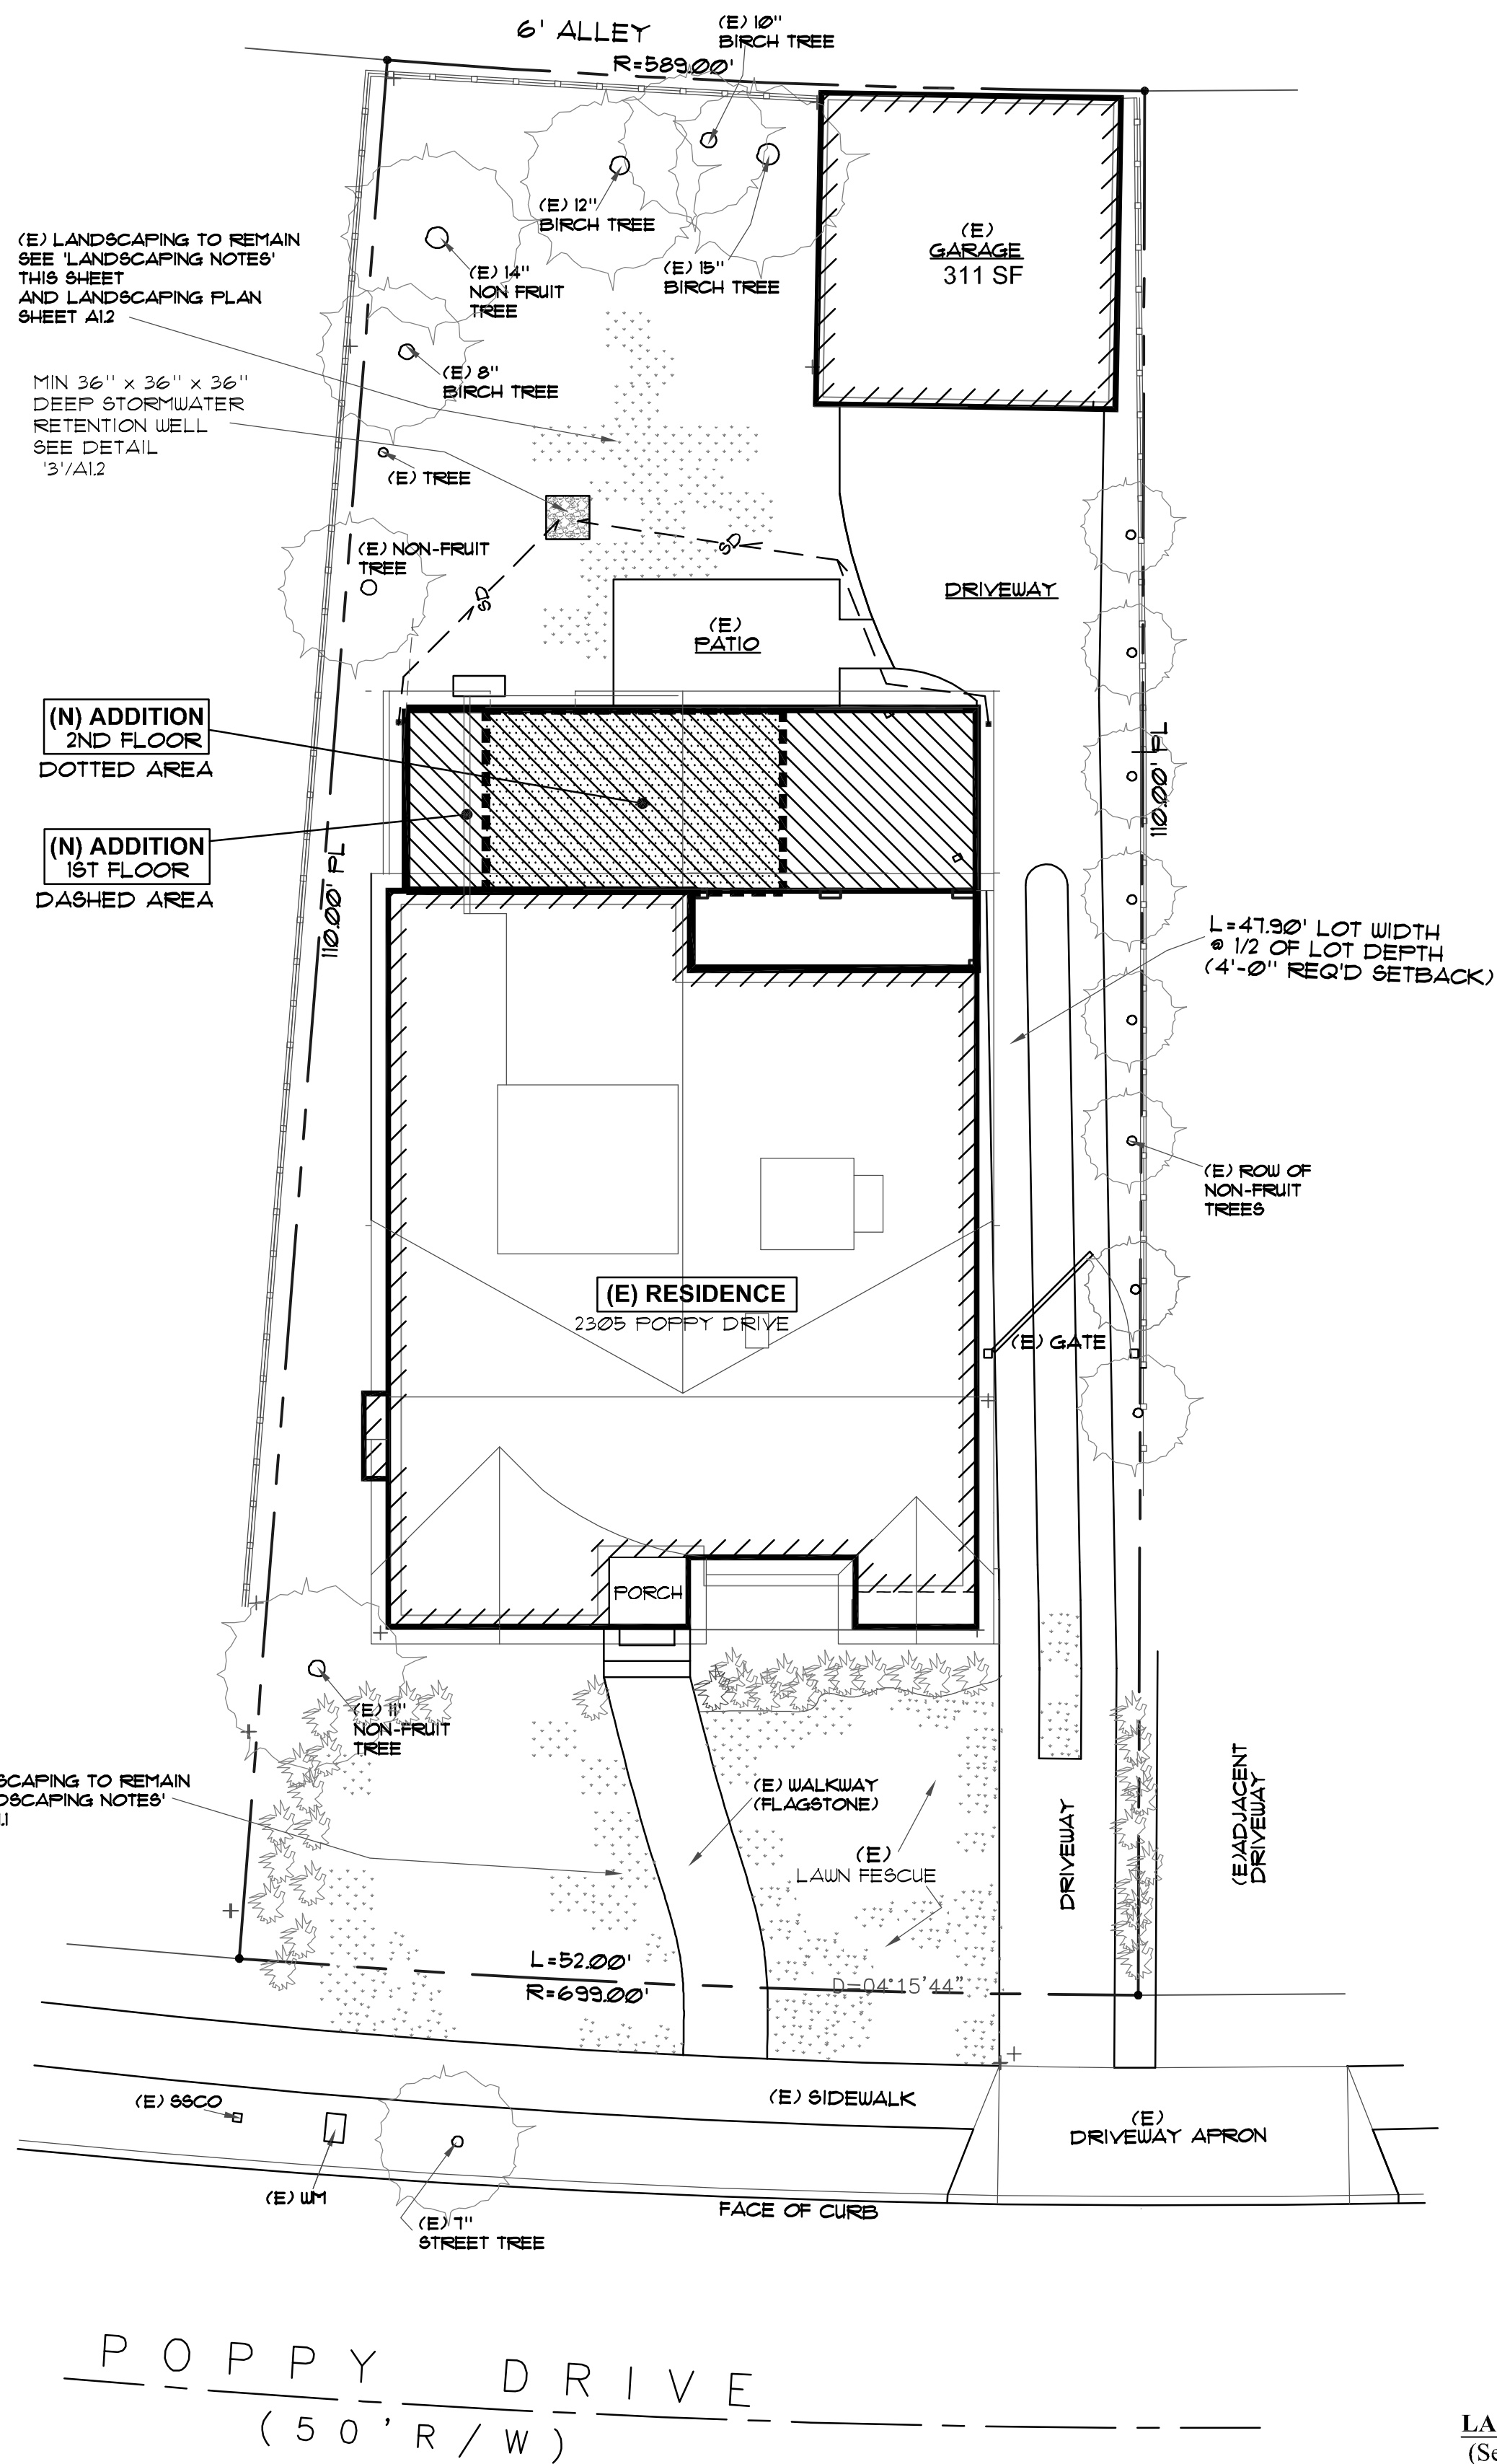 6' ALLEY
R=589.00'
(E) 10"
BIRCH TREE
(E) 12"
BIRCH TREE
(E) 15"
BIRCH TREE
(E)
GARAGE
311 SF
(E) LANDSCAPING TO REMAIN
SEE 'LANDSCAPING NOTES'
THIS SHEET
AND LANDSCAPING PLAN
SHEET A1.2
(E) 14"
NON FRUIT
TREE
(E) 8"
BIRCH TREE
MIN 36" x 36" x 36"
DEEP STORMWATER
RETENTION WELL
SEE DETAIL
'3'/A1.2
(E) TREE
(E) NON-FRUIT
TREE
SD
SD
DRIVEWAY
(E)
PATIO
(N) ADDITION
2ND FLOOR
DOTTED AREA
(N) ADDITION
1ST FLOOR
DASHED AREA
110.00' PL
110.00' PL
L=47.90' LOT WIDTH
@ 1/2 OF LOT DEPTH
(4'-0" REQ'D SETBACK)
(E) ROW OF
NON-FRUIT
TREES
(E) RESIDENCE
2305 POPPY DRIVE
(E) GATE
PORCH
(E) 11"
NON-FRUIT
TREE
SCAPING TO REMAIN
DSCAPING NOTES'
(E) WALKWAY
(FLAGSTONE)
(E)
LAWN FESCUE
DRIVEWAY
(E)ADJACENT
DRIVEWAY
L=52.00'
R=699.00'
D=04°15'44"
(E) SSCO
(E) SIDEWALK
(E)
DRIVEWAY APRON
(E) WM
(E) 7"
STREET TREE
FACE OF CURB
POPPY DRIVE
(50' R/W)
LA
(Se